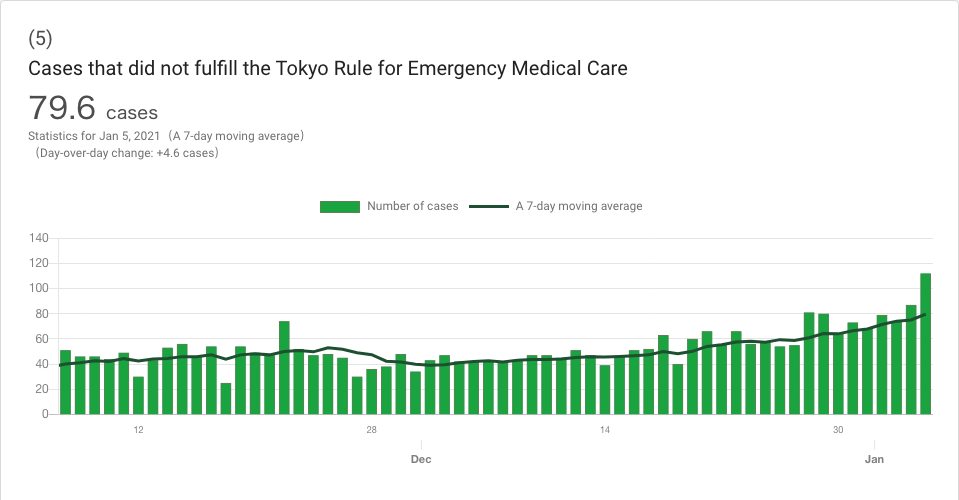 (5)
Cases that did not fulfill the Tokyo Rule for Emergency Medical Care
79.6 cases
Statistics for Jan 5, 2021（A 7-day moving average）
（Day-over-day change: +4.6 cases）
Number of cases A 7-day moving average
140
120
100
80
60
40
20
0
12 28 14 30
Dec Jan